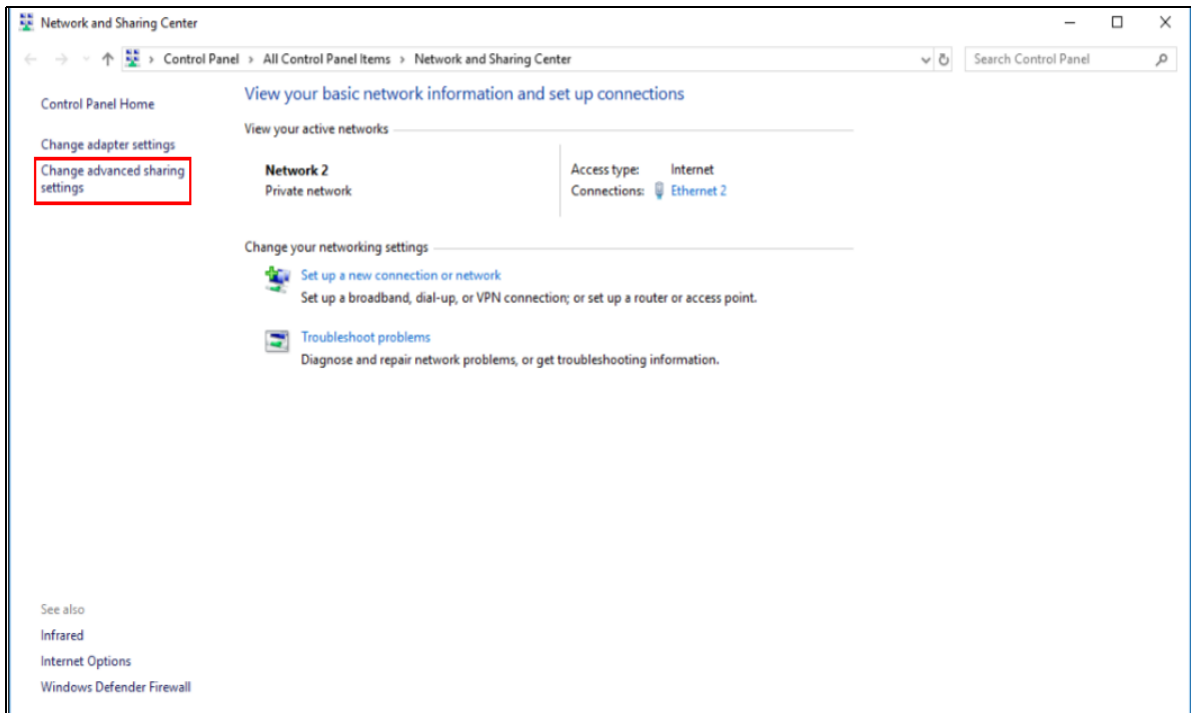 Network and Sharing Center
Control Panel > All Control Panel Items > Network and Sharing Center
Search Control Panel
Control Panel Home
Change adapter settings
Change advanced sharing
settings
View your basic network information and set up connections
View your active networks
Network 2
Private network
Access type: Internet
Connections: Ethernet 2
Change your networking settings
Set up a new connection or network
Set up a broadband, dial-up, or VPN connection; or set up a router or access point.
Troubleshoot problems
Diagnose and repair network problems, or get troubleshooting information.
See also
Infrared
Internet Options
Windows Defender Firewall